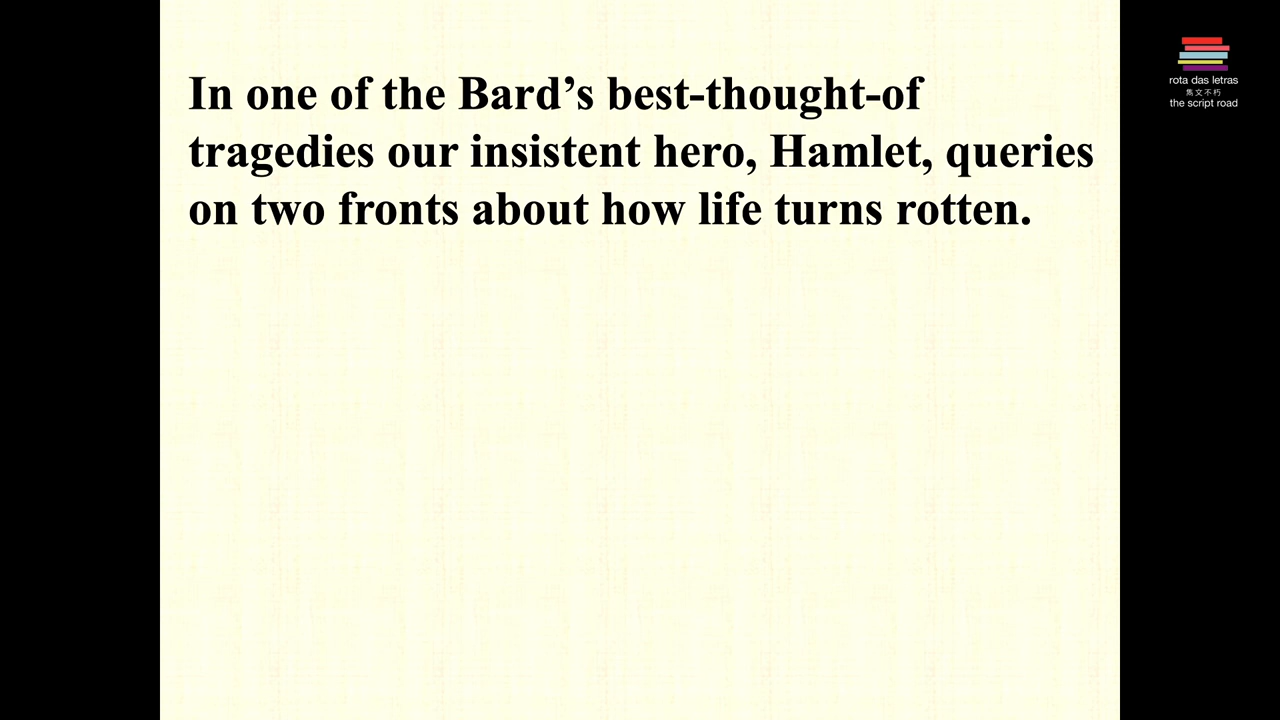 In one of the Bard’s best-thought-of
tragedies our insistent hero, Hamlet, queries
on two fronts about how life turns rotten.
rota das letras
雋文不朽
the script road